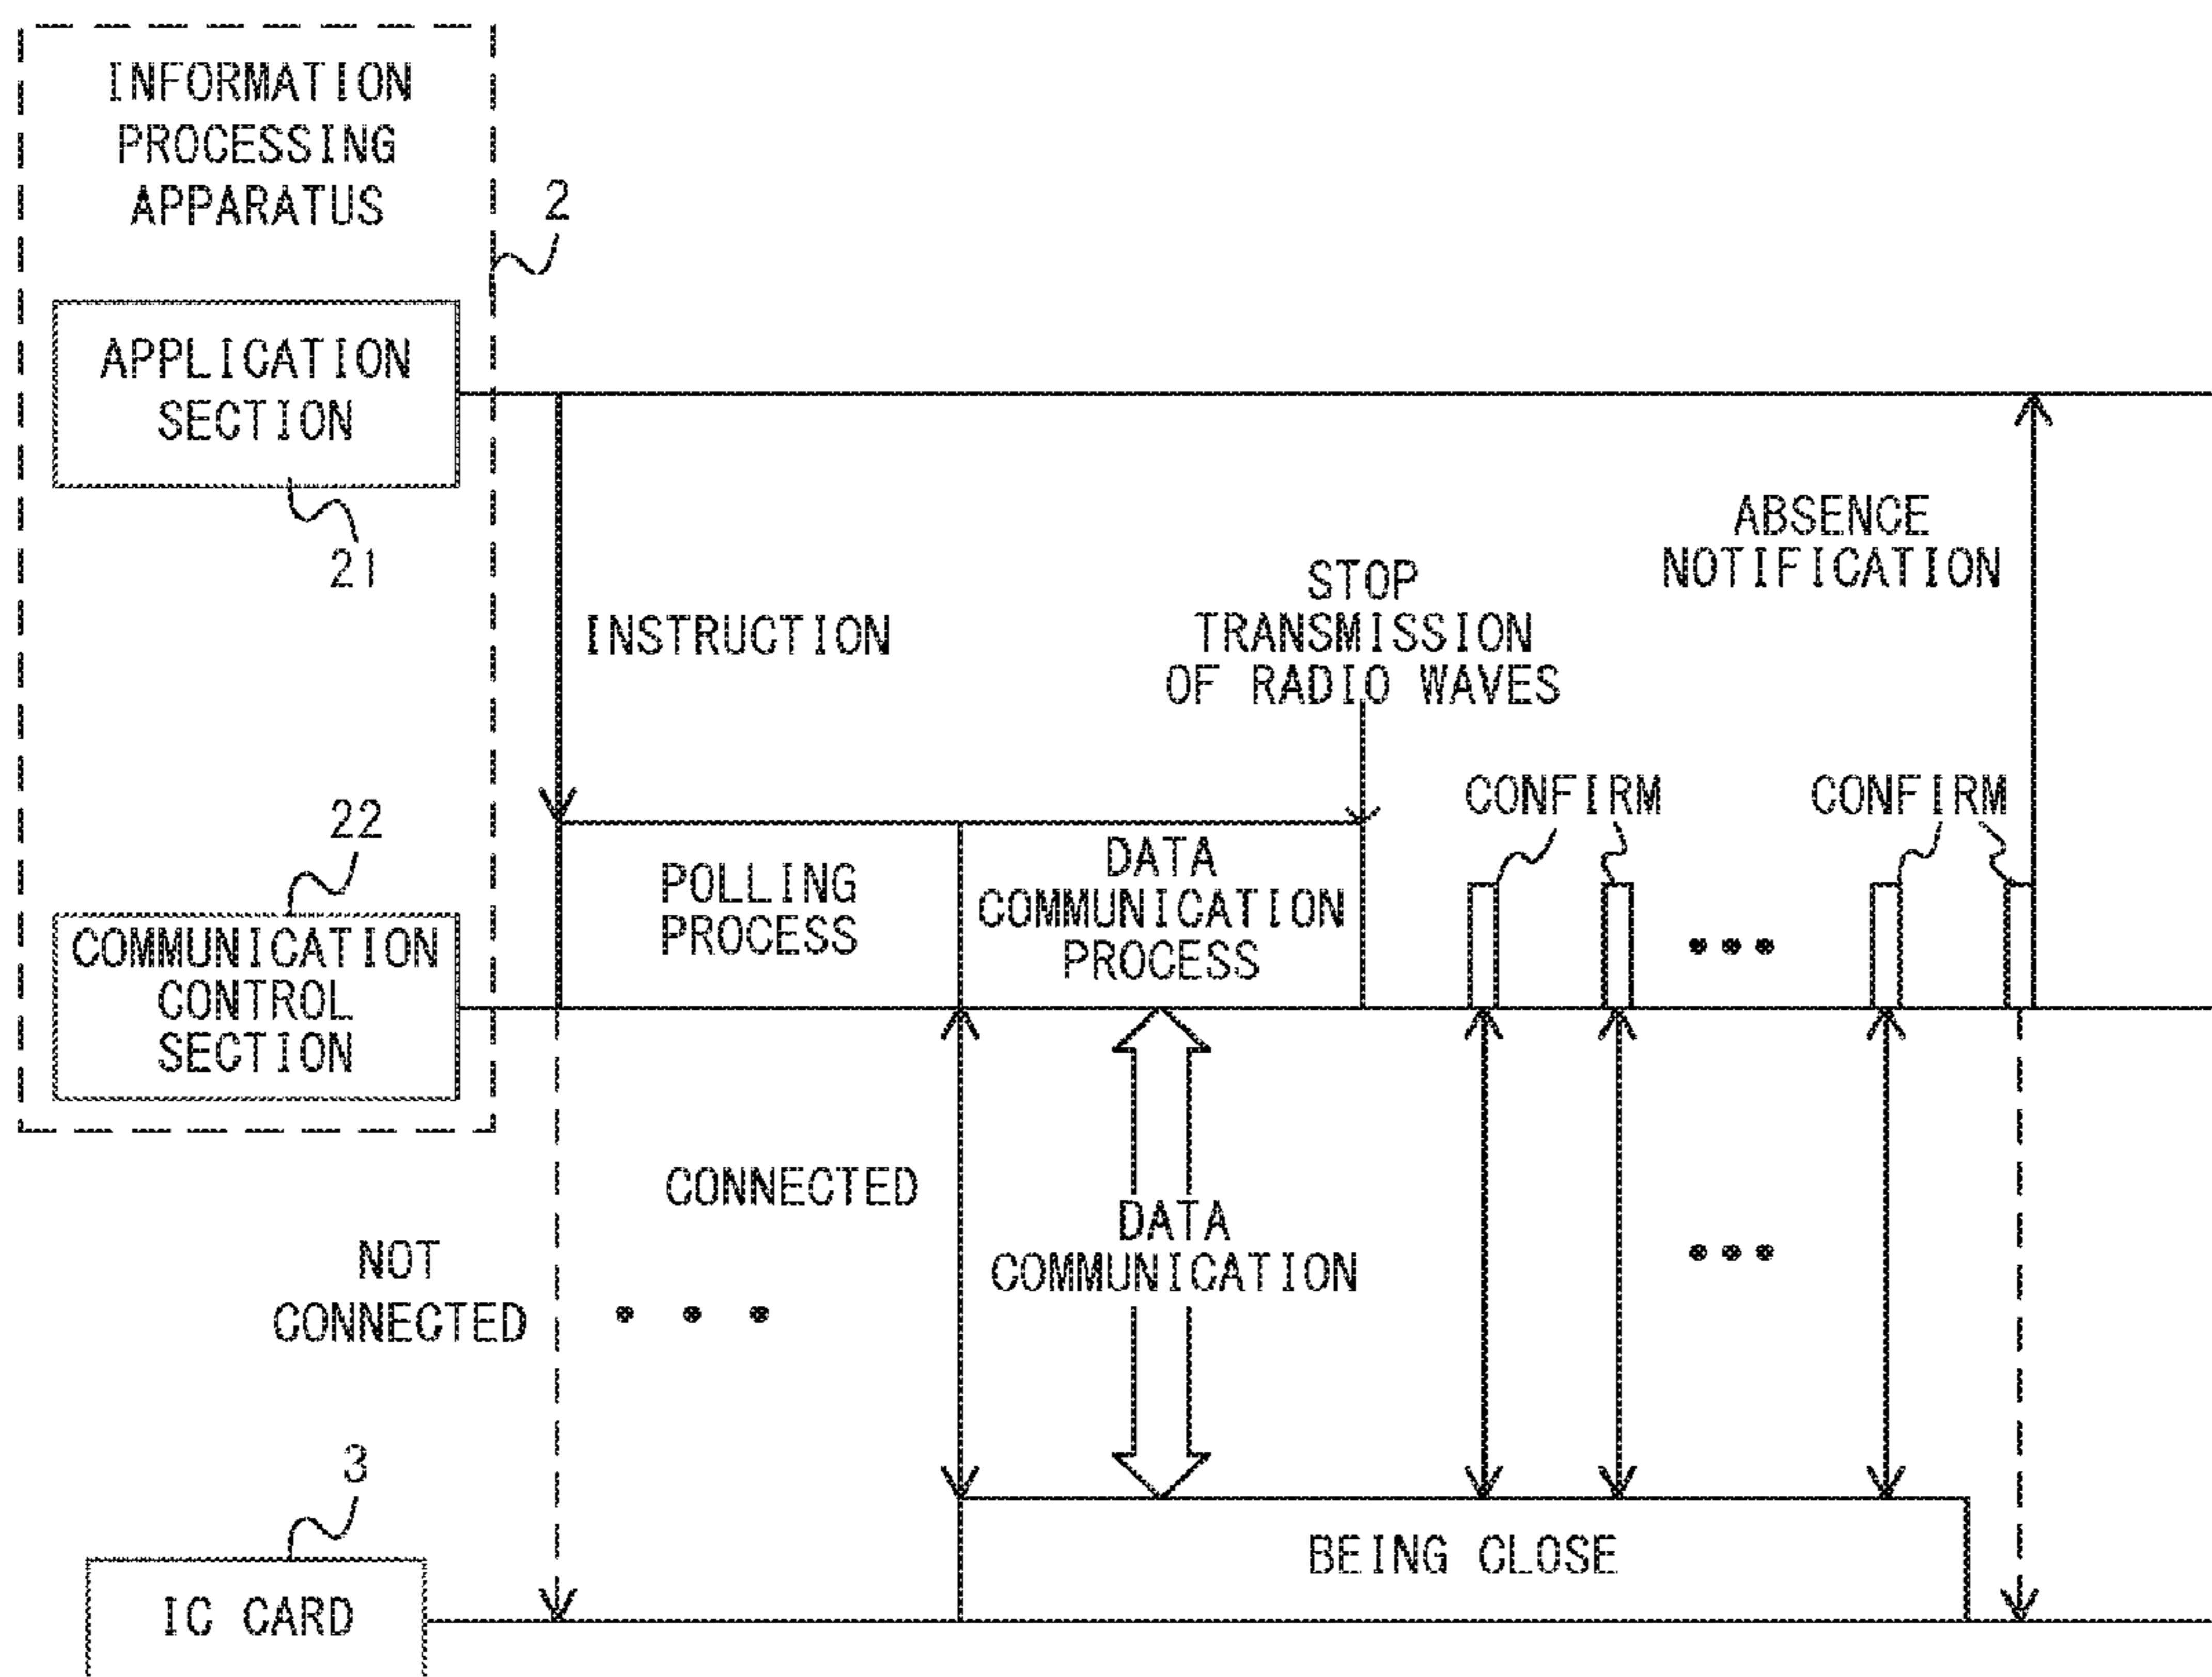 INFORMATION
PROCESSING
APPARATUS
2
APPLICATION
SECTION
21
INSTRUCTION
STOP
TRANSMISSION
OF RADIO WAVES
ABSENCE
NOTIFICATION
CONFIRM
CONFIRM
22
COMMUNICATION
CONTROL
SECTION
POLLING
PROCESS
DATA
COMMUNICATION
PROCESS
NOT
CONNECTED
CONNECTED
DATA
COMMUNICATION
3
IC CARD
BEING CLOSE